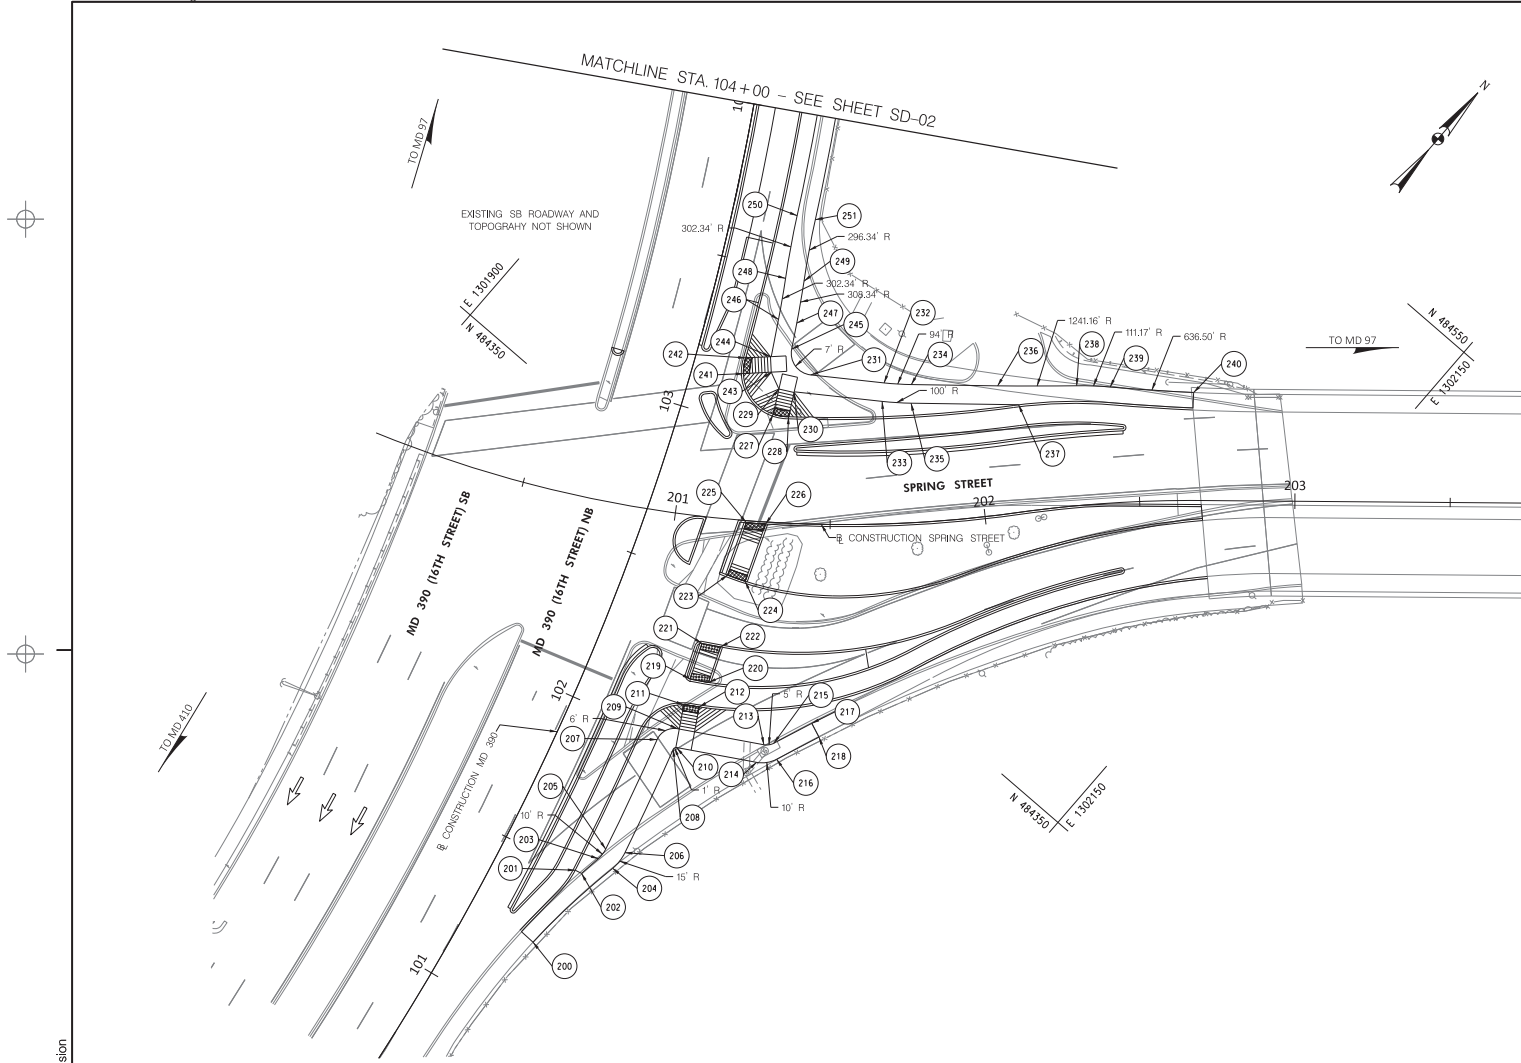 MATCHLINE STA. 104+00 - SEE SHEET SD-02
N
TO MD 97
EXISTING SB ROADWAY AND
TOPOGRAHY NOT SHOWN
E 1301900
N 484350
250
251
302.34' R
296.34' R
248
249
302.34' R
308.34' R
246
247
245
232
94' R
234
1241.16' R
236
238
111.17' R
239
636.50' R
240
TO MD 97
N 484550
E 1302150
244
242
7' R
231
241
243
229
100' R
230
227
228
233
235
237
103
SPRING STREET
225
226
201
202
203
℄ CONSTRUCTION SPRING STREET
MD 390 (16TH STREET) SB
MD 390 (16TH STREET) NB
223
224
221
222
219
220
102
211
212
209
213
5' R
215
217
6' R
207
218
210
214
216
1' R
10' R
208
205
10' R
203
206
201
15' R
204
202
200
101
TO MD 410
℄ CONSTRUCTION MD 390
N 484350
E 1302150
sion